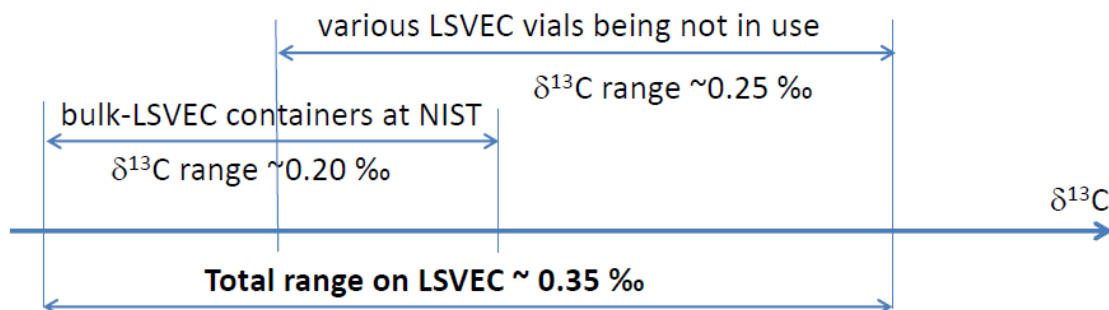 various LSVEC vials being not in use
δ¹³C range ~0.25 ‰
bulk-LSVEC containers at NIST
δ¹³C range ~0.20 ‰
δ¹³C
Total range on LSVEC ~ 0.35 ‰